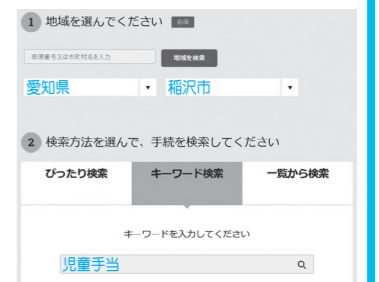 1 地域を選んでください 必須
郵便番号又は市町村名を入力 地域を検索
愛知県 ▼ 稲沢市 ▼
2 検索方法を選んで、手続を検索してください
ぴったり検索 キーワード検索 一覧から検索
キーワードを入力してください
児童手当